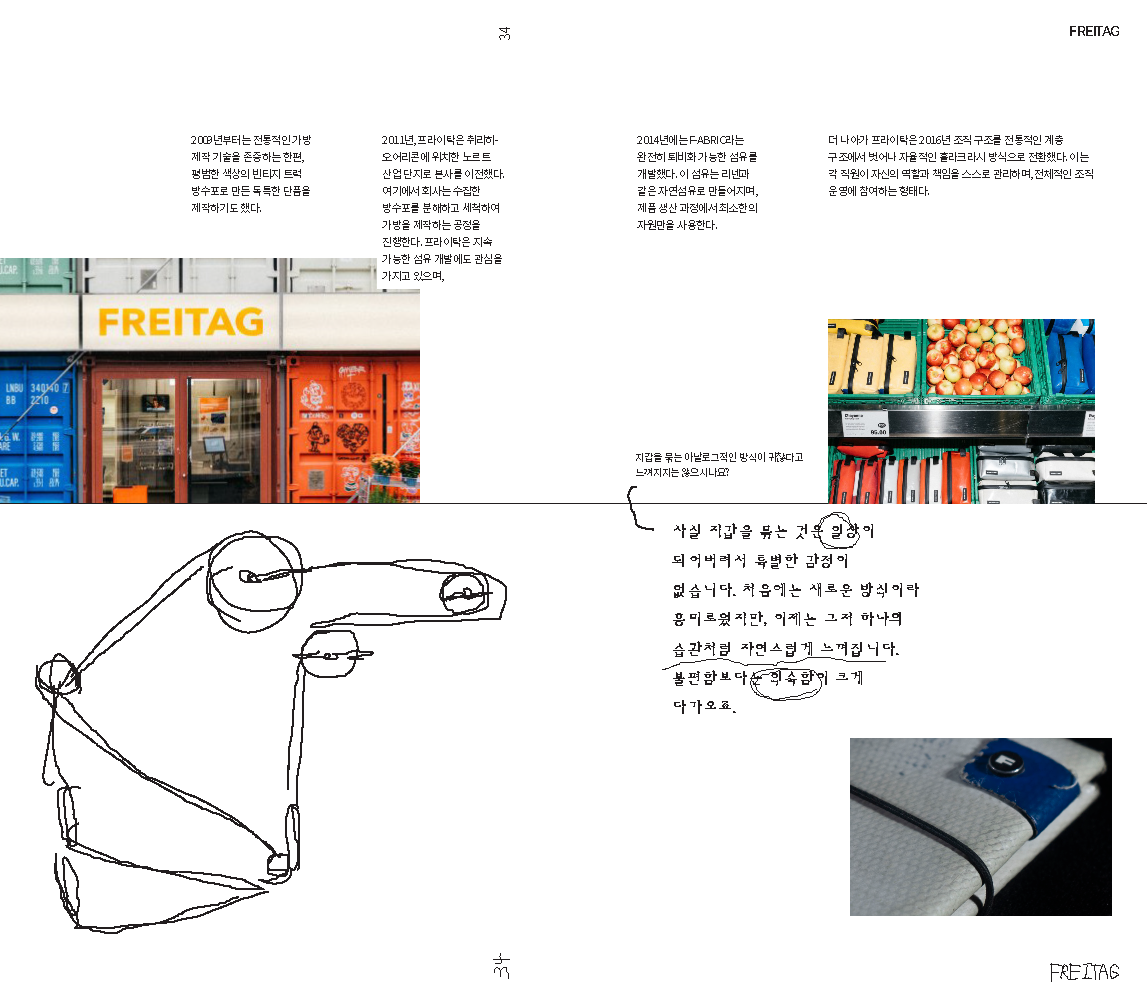 34
FREITAG
2009년부터는 전통적인 가방
제작 기술을 존중하는 한편,
평범한 색상의 빈티지 트럭
방수포로 만든 독특한 단품을
제작하기도 했다.
2011년, 프라이탁은 취리히-
오어리콘에 위치한 노르트
산업 단지로 본사를 이전했다.
여기에서 회사는 수집한
방수포를 분해하고 세척하여
가방을 제작하는 공정을
진행한다. 프라이탁은 지속
가능한 섬유 개발에도 관심을
가지고 있으며,
2014년에는 F-ABRIC라는
완전히 퇴비화 가능한 섬유를
개발했다. 이 섬유는 리넨과
같은 자연섬유로 만들어지며,
제품 생산 과정에서 최소한의
자원만을 사용한다.
더 나아가 프라이탁은 2016년 조직 구조를 전통적인 계층
구조에서 벗어나 자율적인 홀라크라시 방식으로 전환했다. 이는
각 직원이 자신의 역할과 책임을 스스로 관리하며, 전체적인 조직
운영에 참여하는 형태다.
FREITAG
LNBU 340140 7
BB 2210
95.00
지갑을 묶는 아날로그적인 방식이 귀찮다고
느껴지지는 않으시나요?
사실 지갑을 묶는 것은 일상이
되어버려서 특별한 감정이
없습니다. 처음에는 새로운 방식이라
흥미로웠지만, 이제는 그저 하나의
습관처럼 자연스럽게 느껴집니다.
불편함보다는 익숙함이 크게
다가오죠.
F
34
FREITAG